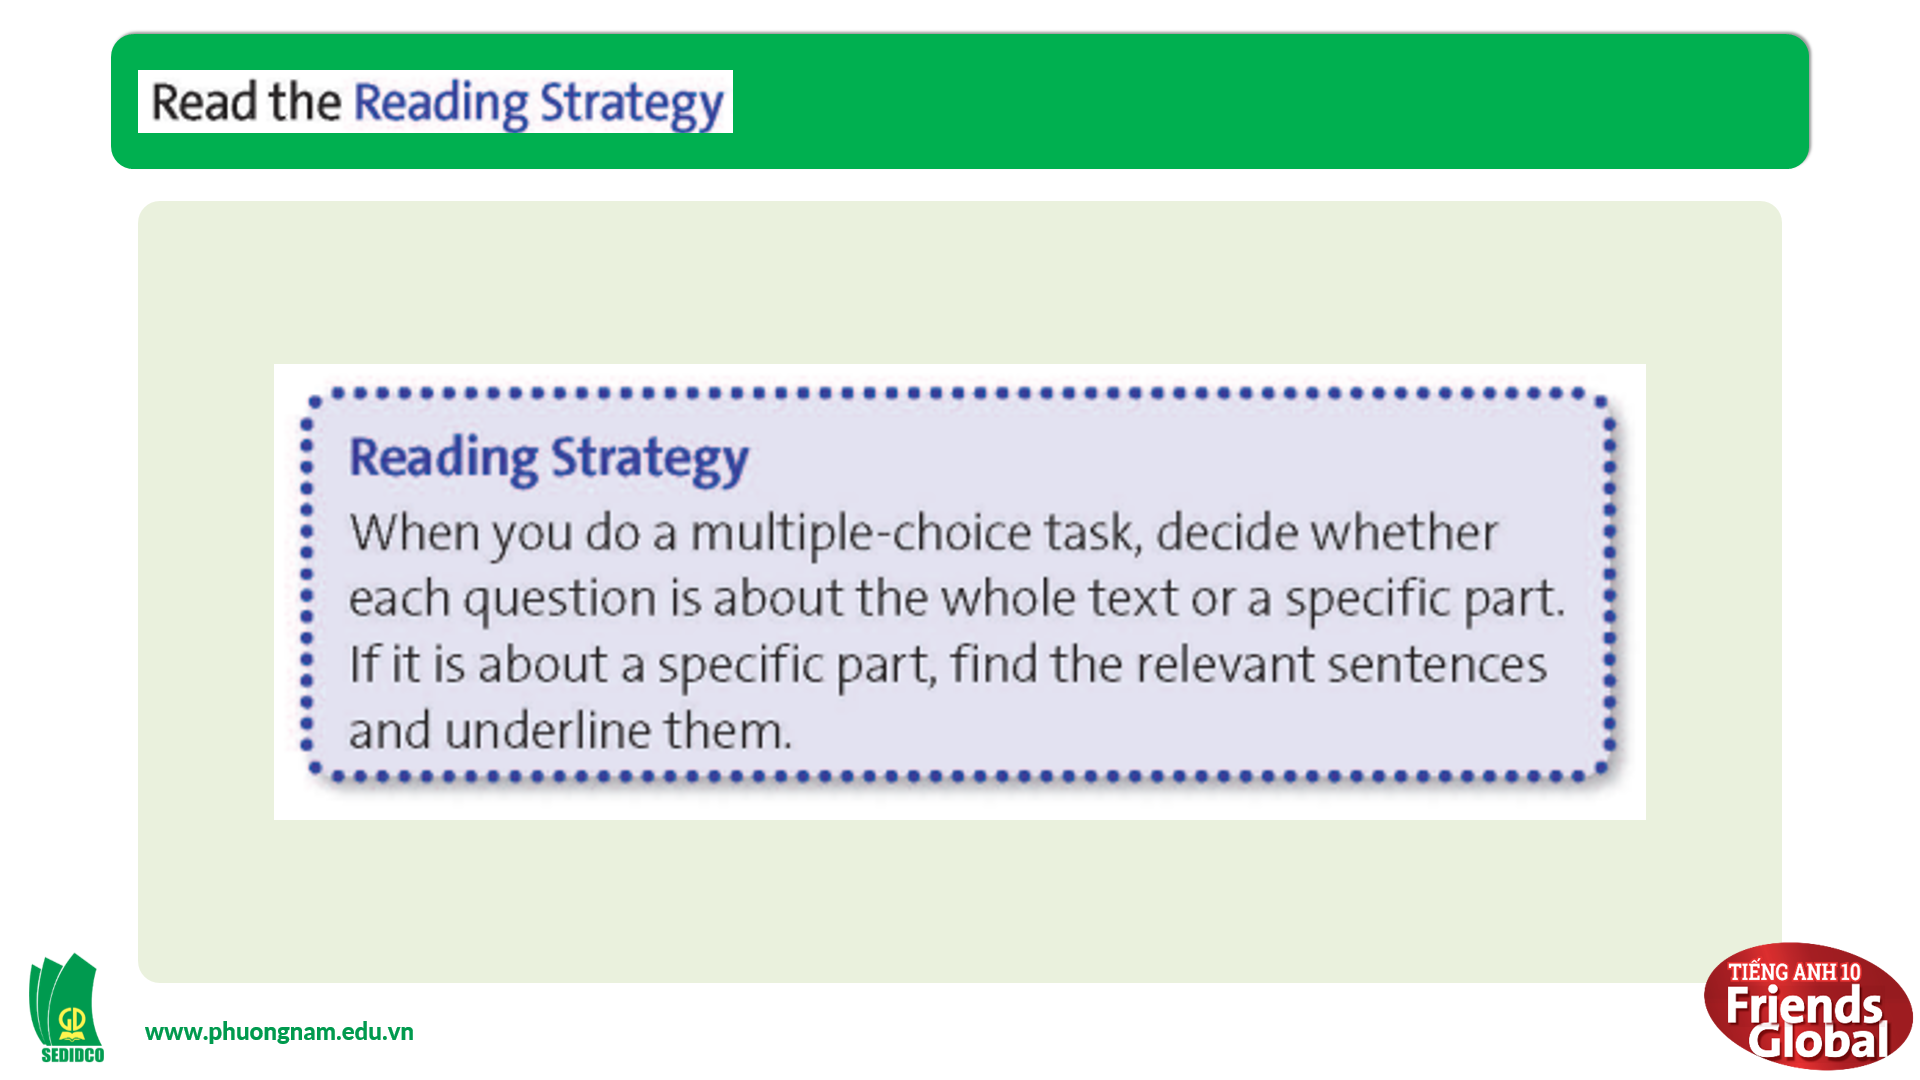 Read the Reading Strategy
Reading Strategy
When you do a multiple-choice task, decide whether
each question is about the whole text or a specific part.
If it is about a specific part, find the relevant sentences
and underline them.
GD
SEDIDCO
www.phuongnam.edu.vn
TIẾNG ANH 10
Friends
Global